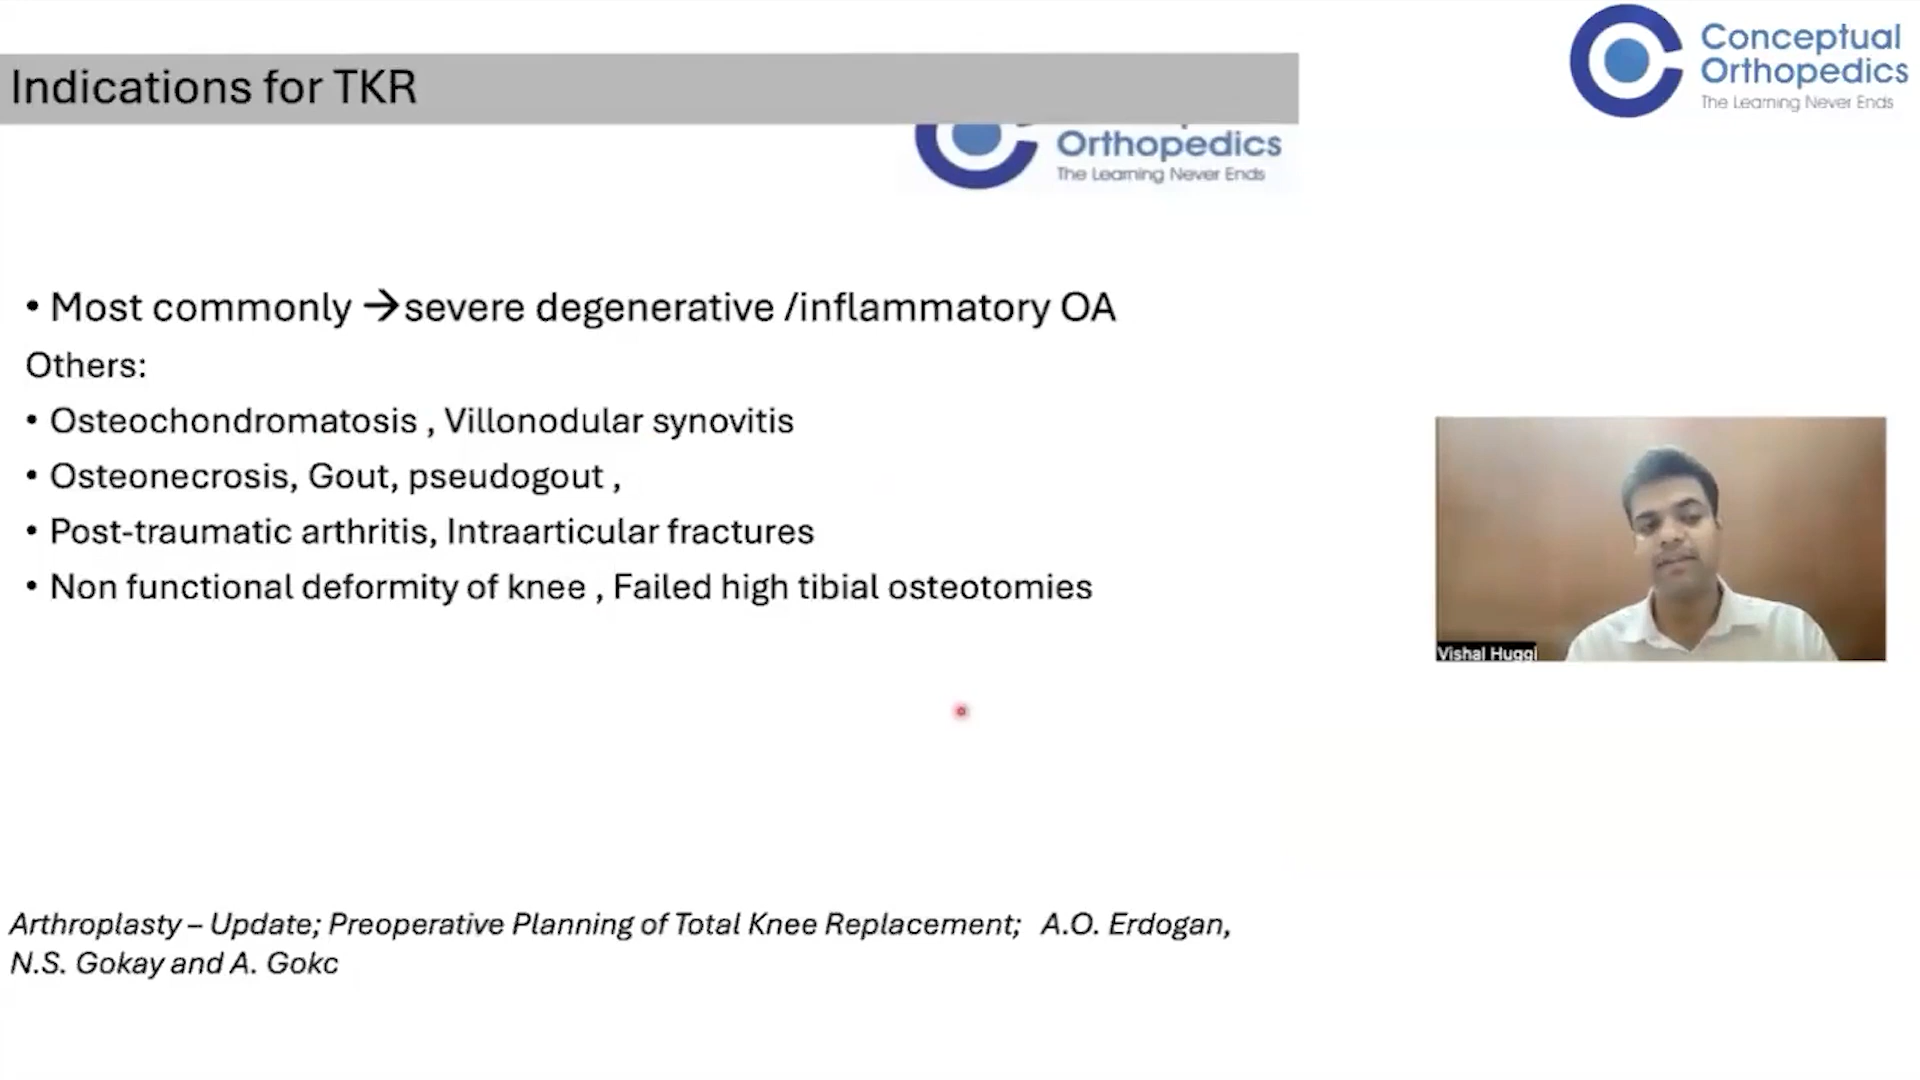 Conceptual
Orthopedics
The Learning Never Ends
Indications for TKR
Orthopedics
The Learning Never Ends
• Most commonly →severe degenerative /inflammatory OA
Others:
• Osteochondromatosis , Villonodular synovitis
• Osteonecrosis, Gout, pseudogout ,
• Post-traumatic arthritis, Intraarticular fractures
• Non functional deformity of knee , Failed high tibial osteotomies
Vishal Huggi
Arthroplasty – Update; Preoperative Planning of Total Knee Replacement; A.O. Erdogan,
N.S. Gokay and A. Gokc